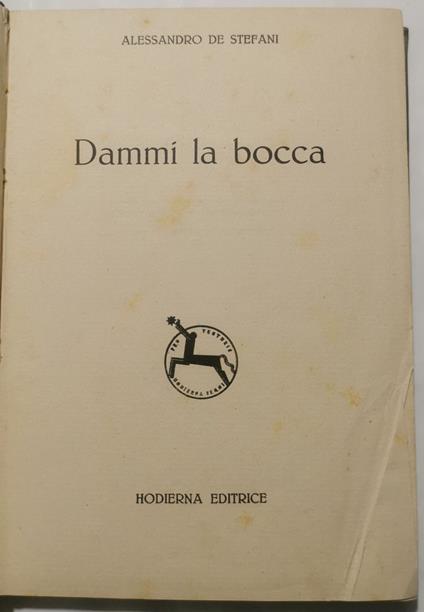 ALESSANDRO DE STEFANI
Dammi la bocca
HODIERNA EDITRICE